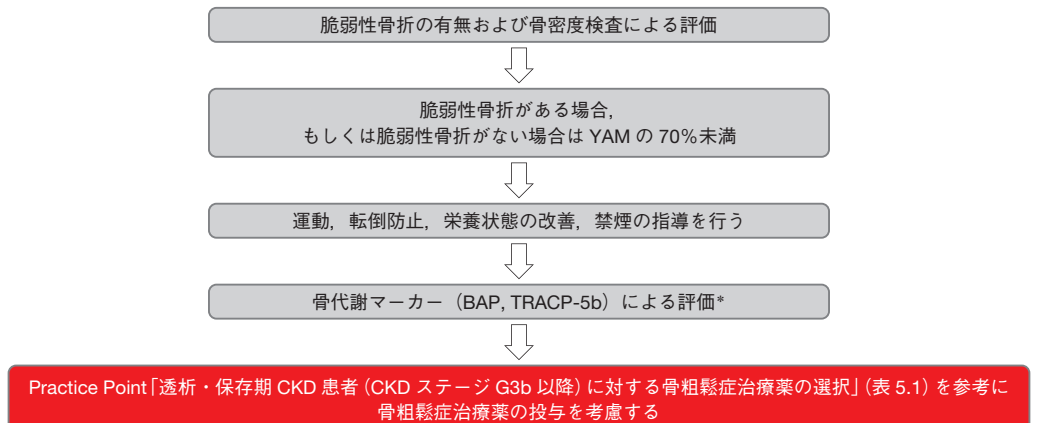 脆弱性骨折の有無および骨密度検査による評価
脆弱性骨折がある場合,
もしくは脆弱性骨折がない場合は YAM の 70%未満
運動,転倒防止,栄養状態の改善,禁煙の指導を行う
骨代謝マーカー(BAP, TRACP-5b)による評価*
Practice Point「透析・保存期 CKD 患者(CKD ステージ G3b 以降)に対する骨粗鬆症治療薬の選択」(表 5.1)を参考に
骨粗鬆症治療薬の投与を考慮する